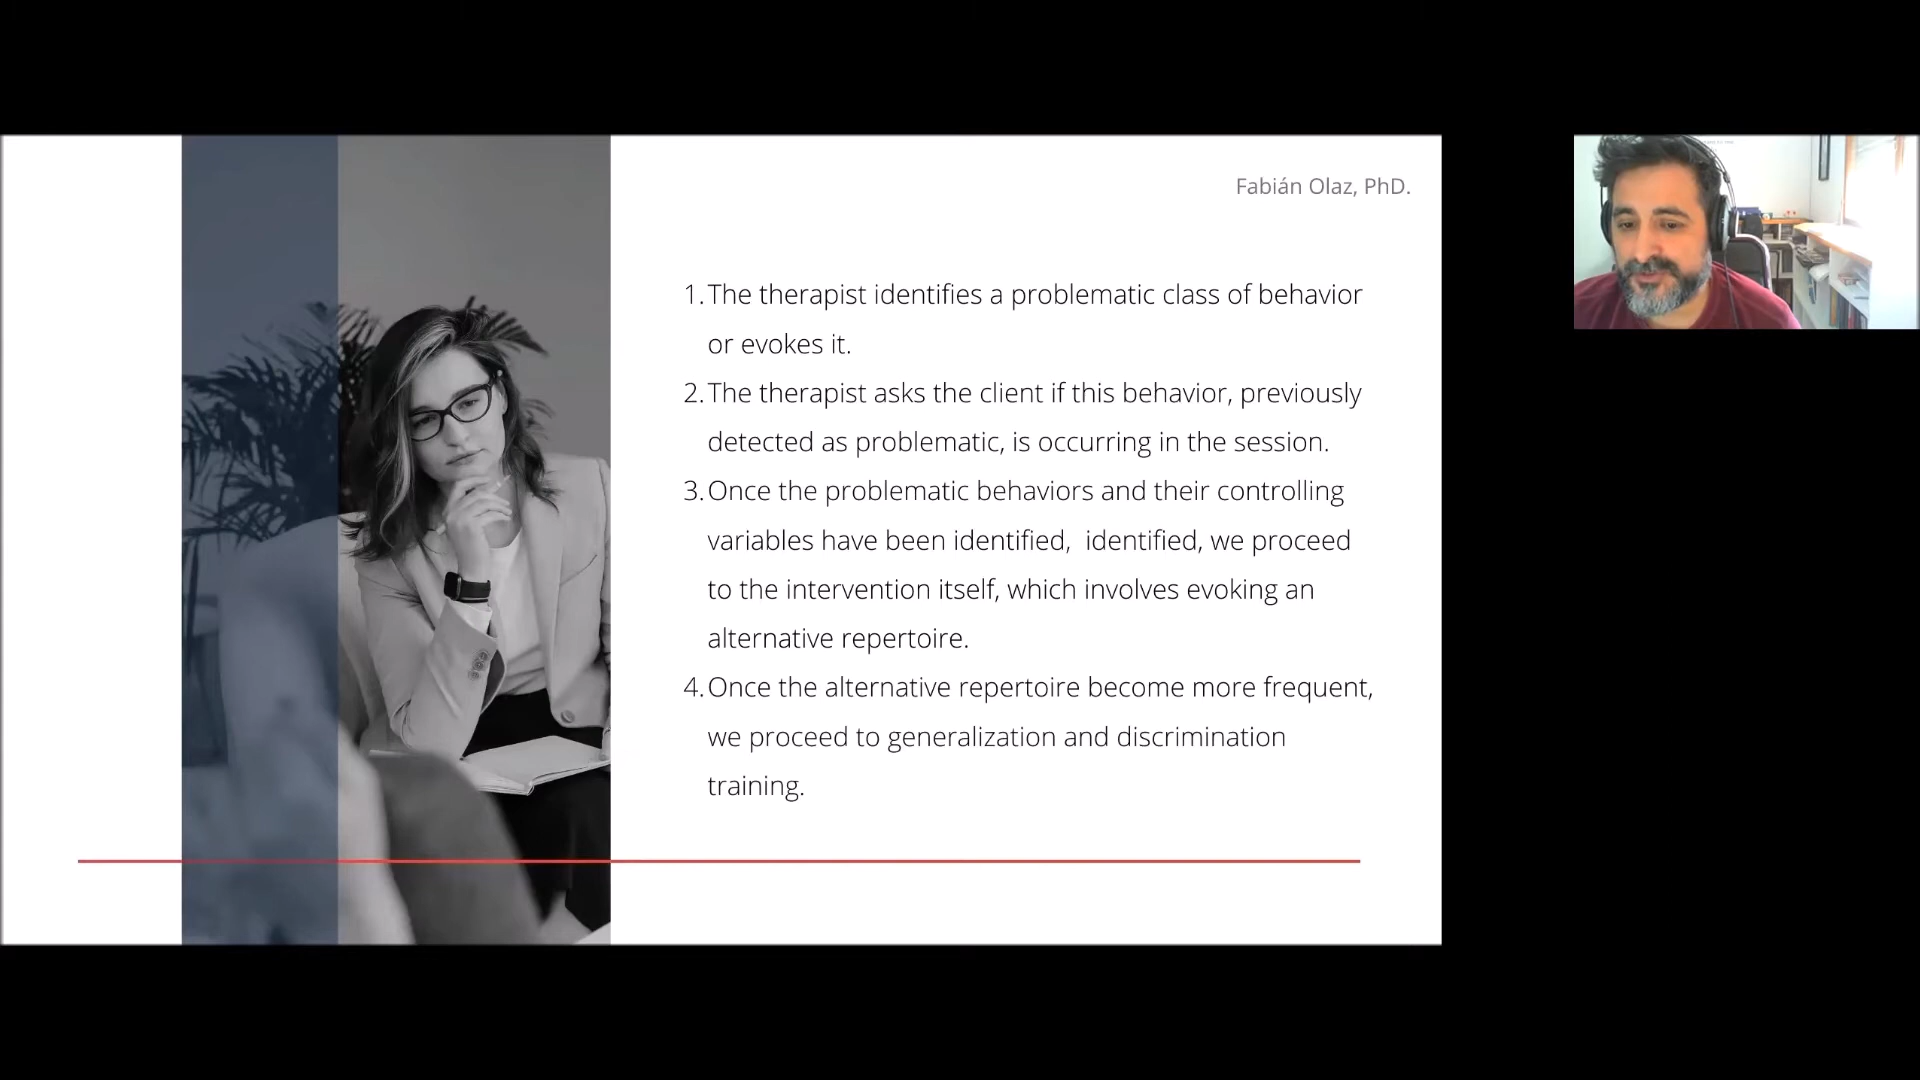 Fabián Olaz, PhD.
1. The therapist identifies a problematic class of behavior
or evokes it.
2. The therapist asks the client if this behavior, previously
detected as problematic, is occurring in the session.
3. Once the problematic behaviors and their controlling
variables have been identified,  identified, we proceed
to the intervention itself, which involves evoking an
alternative repertoire.
4. Once the alternative repertoire become more frequent,
we proceed to generalization and discrimination
training.